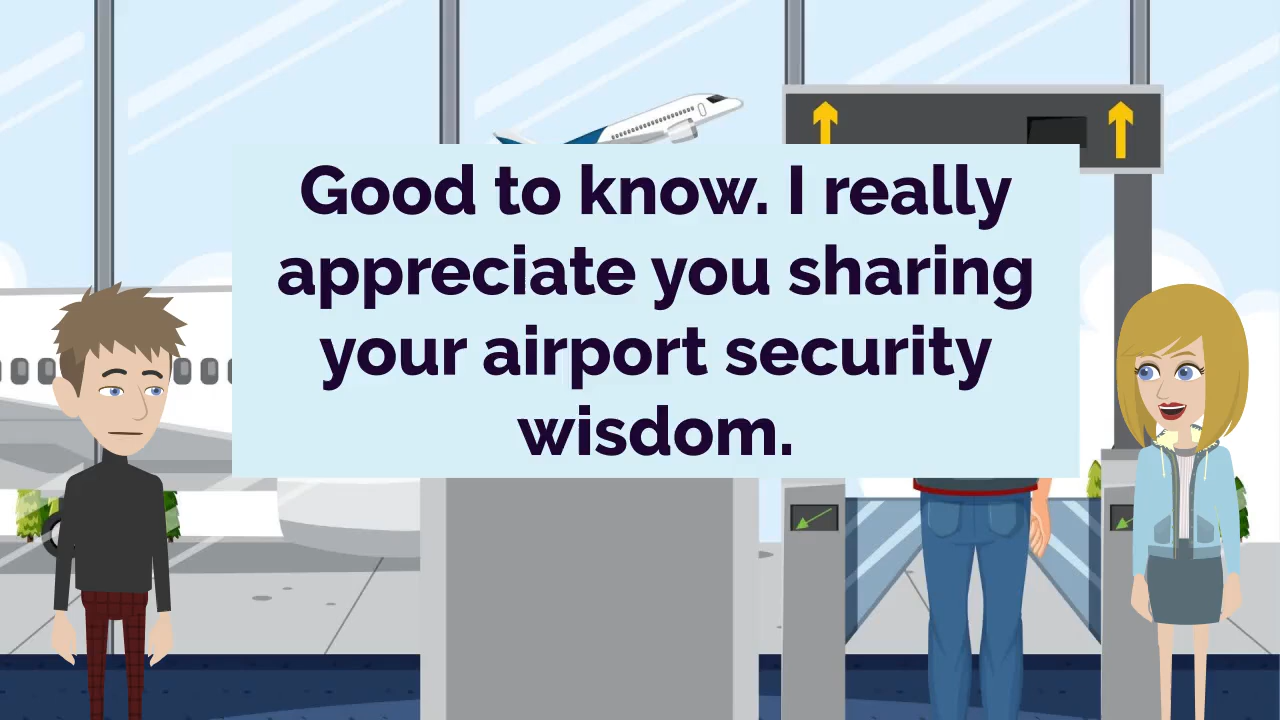 Good to know. I really
appreciate you sharing
your airport security
wisdom.